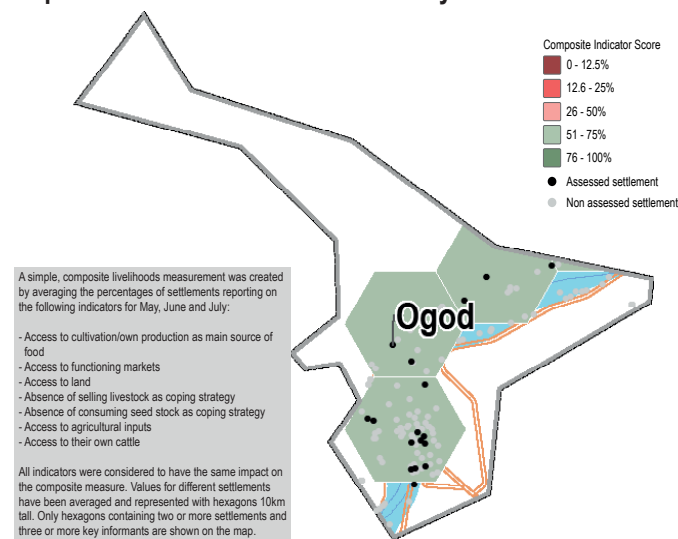 Composite Indicator Score
0 - 12.5%
12.6 - 25%
26 - 50%
51 - 75%
76 - 100%
Assessed settlement
Non assessed settlement
Ogod
A simple, composite livelihoods measurement was created
by averaging the percentages of settlements reporting on
the following indicators for May, June and July:
- Access to cultivation/own production as main source of
food
- Access to functioning markets
- Access to land
- Absence of selling livestock as coping strategy
- Absence of consuming seed stock as coping strategy
- Access to agricultural inputs
- Access to their own cattle
All indicators were considered to have the same impact on
the composite measure. Values for different settlements
have been averaged and represented with hexagons 10km
tall. Only hexagons containing two or more settlements and
three or more key informants are shown on the map.